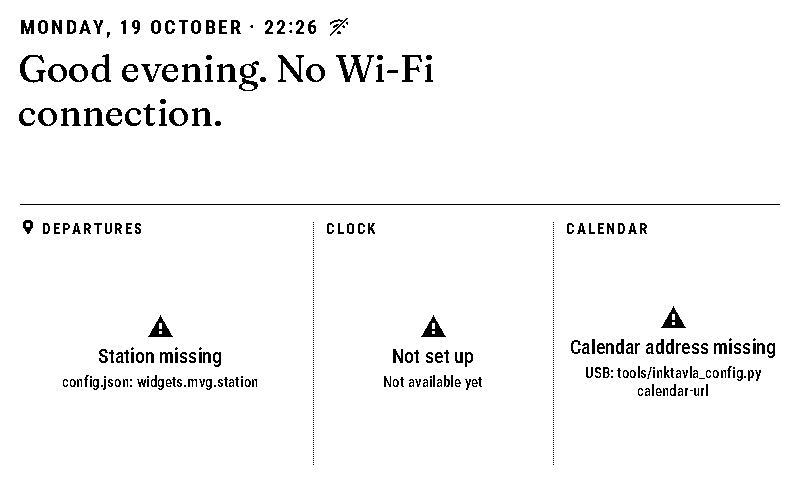 MONDAY, 19 OCTOBER · 22:26
Good evening. No Wi-Fi
connection.
DEPARTURES
CLOCK
CALENDAR
Station missing
config.json: widgets.mvg.station
Not set up
Not available yet
Calendar address missing
USB: tools/inktavla_config.py
calendar-url